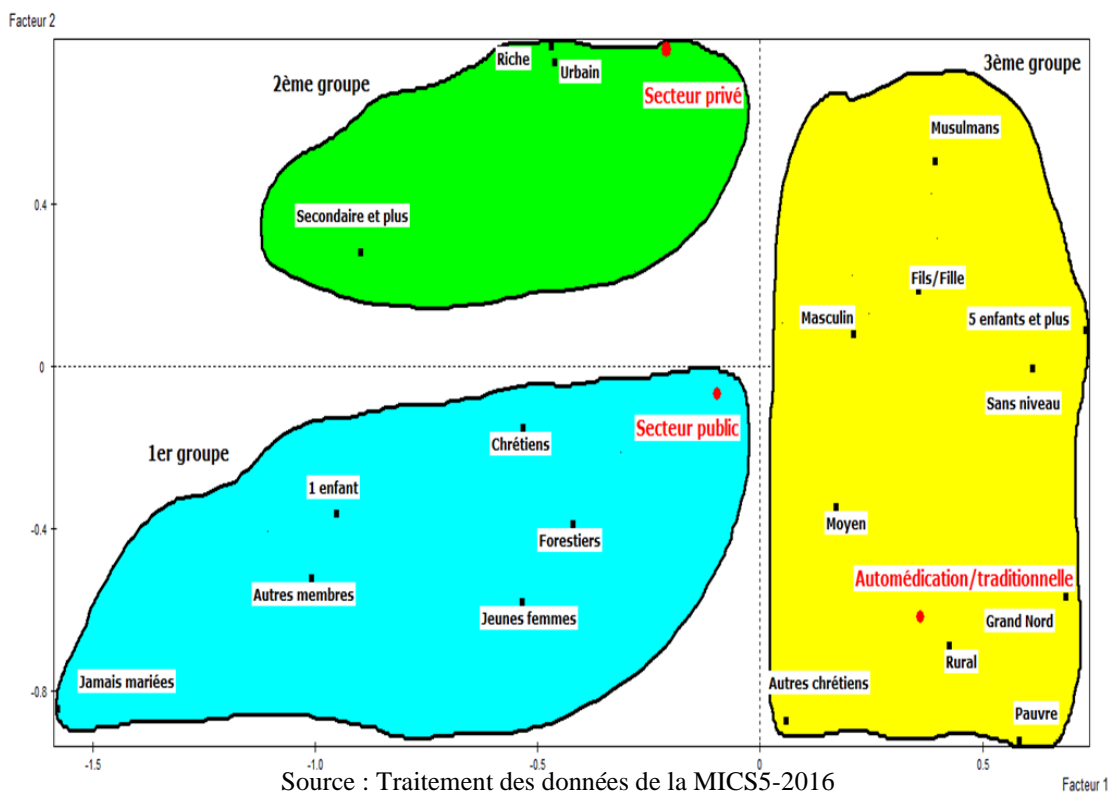 Facteur 2
2ème groupe
Riche
Urbain
Secteur privé
3ème groupe
Musulmans
0.4
Secondaire et plus
Fils/Fille
Masculin
5 enfants et plus
0
Sans niveau
1er groupe
Chrétiens
Secteur public
1 enfant
Moyen
-0.4
Forestiers
Autres membres
Jeunes femmes
Automédication/traditionnelle
Grand Nord
Rural
Jamais mariées
Autres chrétiens
-0.8
Pauvre
-1.5
-1.0
-0.5
0
0.5
Source : Traitement des données de la MICS5-2016
Facteur 1